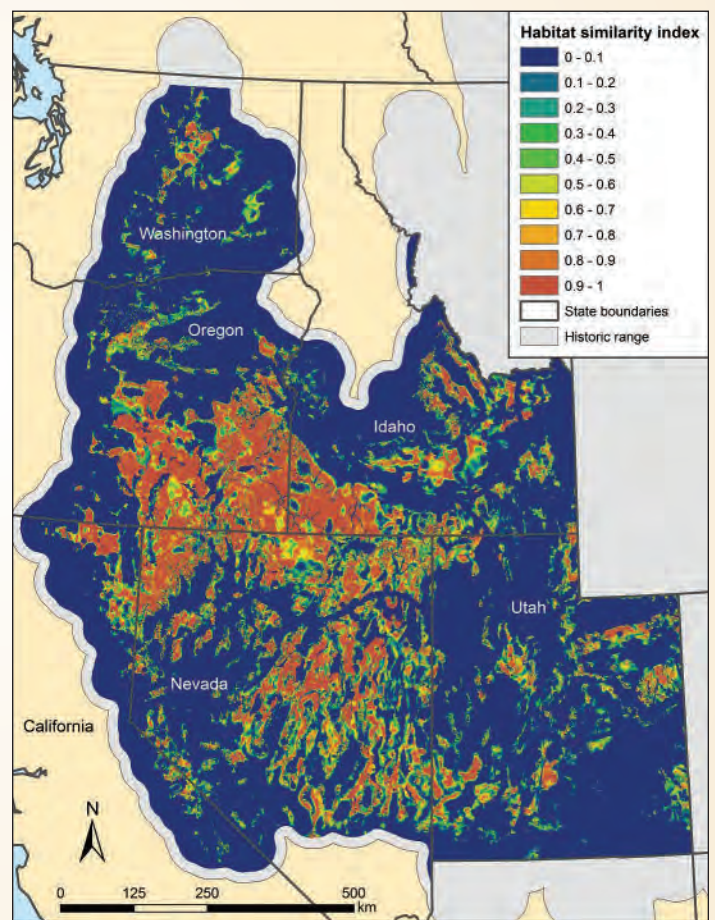 Habitat similarity index
0 - 0.1
0.1 - 0.2
0.2 - 0.3
0.3 - 0.4
0.4 - 0.5
0.5 - 0.6
0.6 - 0.7
0.7 - 0.8
0.8 - 0.9
0.9 - 1
State boundaries
Historic range
Washington
Oregon
Idaho
Utah
Nevada
California
N
0 125 250 500
km